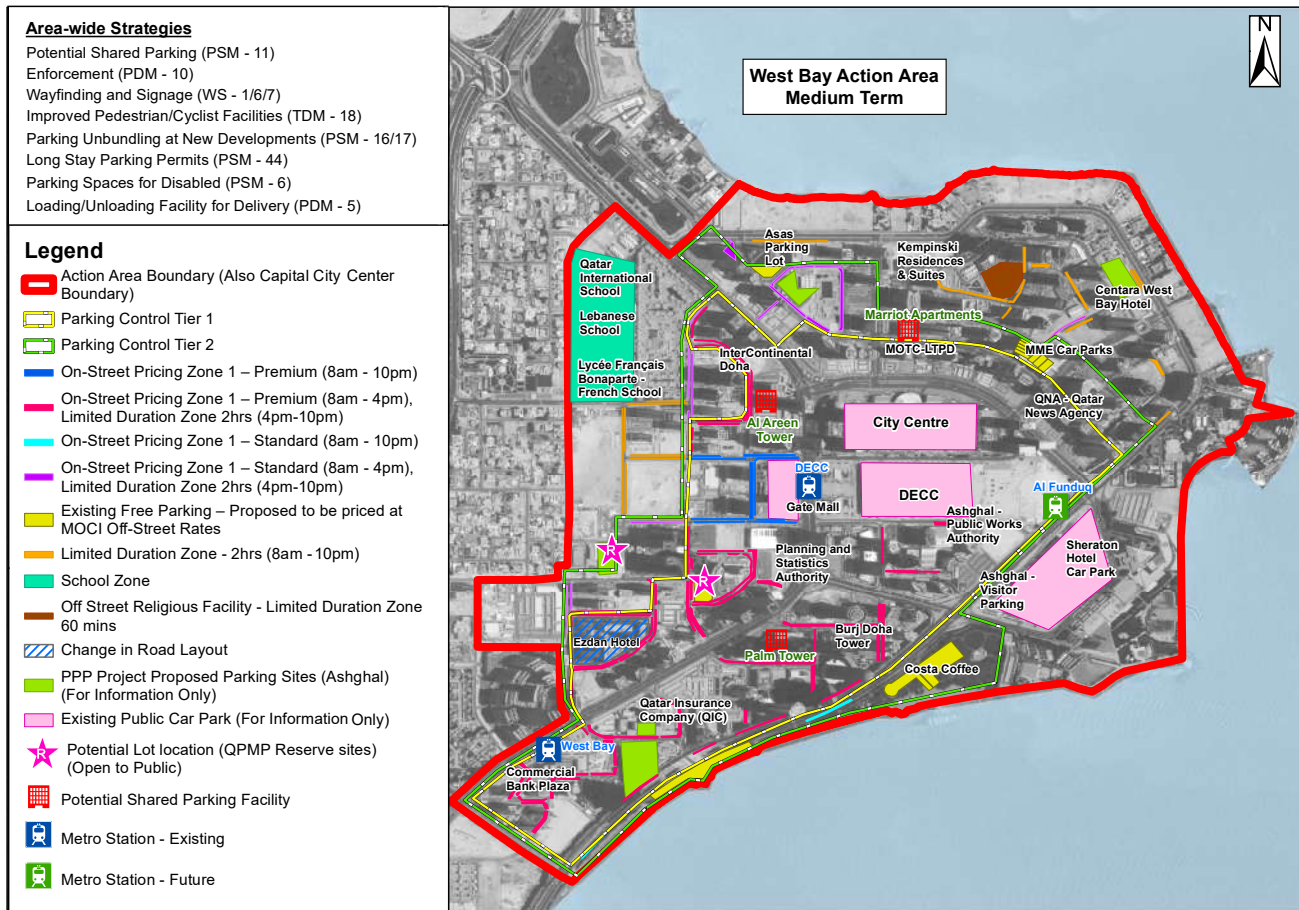 Area-wide Strategies
Potential Shared Parking (PSM - 11)
Enforcement (PDM - 10)
Wayfinding and Signage (WS - 1/6/7)
Improved Pedestrian/Cyclist Facilities (TDM - 18)
Parking Unbundling at New Developments (PSM - 16/17)
Long Stay Parking Permits (PSM - 44)
Parking Spaces for Disabled (PSM - 6)
Loading/Unloading Facility for Delivery (PDM - 5)
Legend
Action Area Boundary (Also Capital City Center
Boundary)
Parking Control Tier 1
Parking Control Tier 2
On-Street Pricing Zone 1 – Premium (8am - 10pm)
On-Street Pricing Zone 1 – Premium (8am - 4pm),
Limited Duration Zone 2hrs (4pm-10pm)
On-Street Pricing Zone 1 – Standard (8am - 10pm)
On-Street Pricing Zone 1 – Standard (8am - 4pm),
Limited Duration Zone 2hrs (4pm-10pm)
Existing Free Parking – Proposed to be priced at
MOCI Off-Street Rates
Limited Duration Zone - 2hrs (8am - 10pm)
School Zone
Off Street Religious Facility - Limited Duration Zone
60 mins
Change in Road Layout
PPP Project Proposed Parking Sites (Ashghal)
(For Information Only)
Existing Public Car Park (For Information Only)
R
Potential Lot location (QPMP Reserve sites)
(Open to Public)
Potential Shared Parking Facility
Metro Station - Existing
Metro Station - Future
West Bay Action Area
Medium Term
N
Asas
Parking
Lot
Kempinski
Residences
& Suites
Qatar
International
School
Centara West
Bay Hotel
Lebanese
School
Marriot Apartments
MOTC-LTPD
MME Car Parks
InterContinental
Doha
Lycée Français
Bonaparte -
French School
QNA - Qatar
News Agency
City Centre
Al Areen
Tower
DECC
Gate Mall
DECC
Al Funduq
Ashghal -
Public Works
Authority
R
R
Planning and
Statistics
Authority
Sheraton
Hotel
Car Park
Ashghal -
Visitor
Parking
Ezdan Hotel
Burj Doha
Tower
Palm Tower
Costa Coffee
Qatar Insurance
Company (QIC)
West Bay
Commercial
Bank Plaza